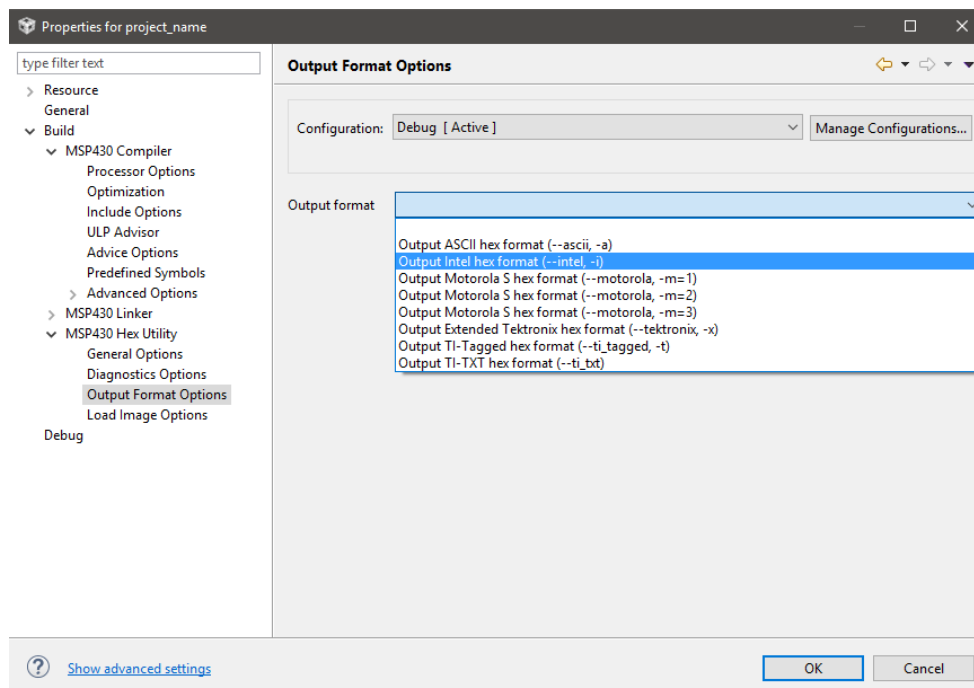 Properties for project_name
type filter text
Resource
General
Build
MSP430 Compiler
Processor Options
Optimization
Include Options
ULP Advisor
Advice Options
Predefined Symbols
Advanced Options
MSP430 Linker
MSP430 Hex Utility
General Options
Diagnostics Options
Output Format Options
Load Image Options
Debug
Output Format Options
Configuration: Debug [ Active ] Manage Configurations...
Output format
Output ASCII hex format (--ascii, -a)
Output Intel hex format (--intel, -i)
Output Motorola S hex format (--motorola, -m=1)
Output Motorola S hex format (--motorola, -m=2)
Output Motorola S hex format (--motorola, -m=3)
Output Extended Tektronix hex format (--tektronix, -x)
Output TI-Tagged hex format (--ti_tagged, -t)
Output TI-TXT hex format (--ti_txt)
? Show advanced settings OK Cancel